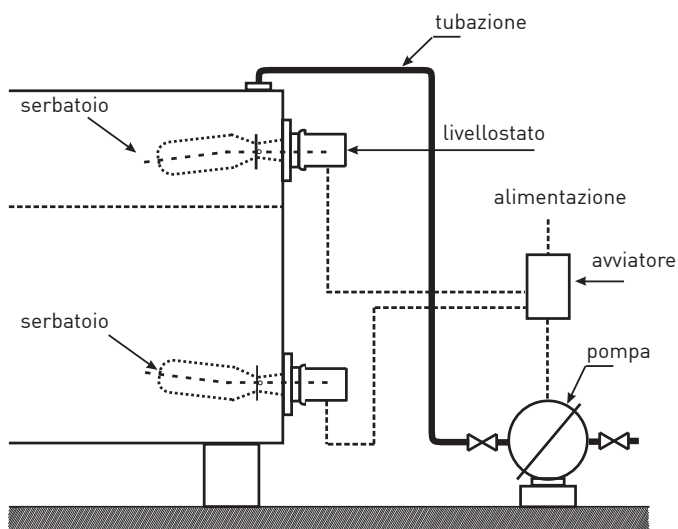 tubazione
serbatoio
livellostato
alimentazione
avviatore
serbatoio
pompa